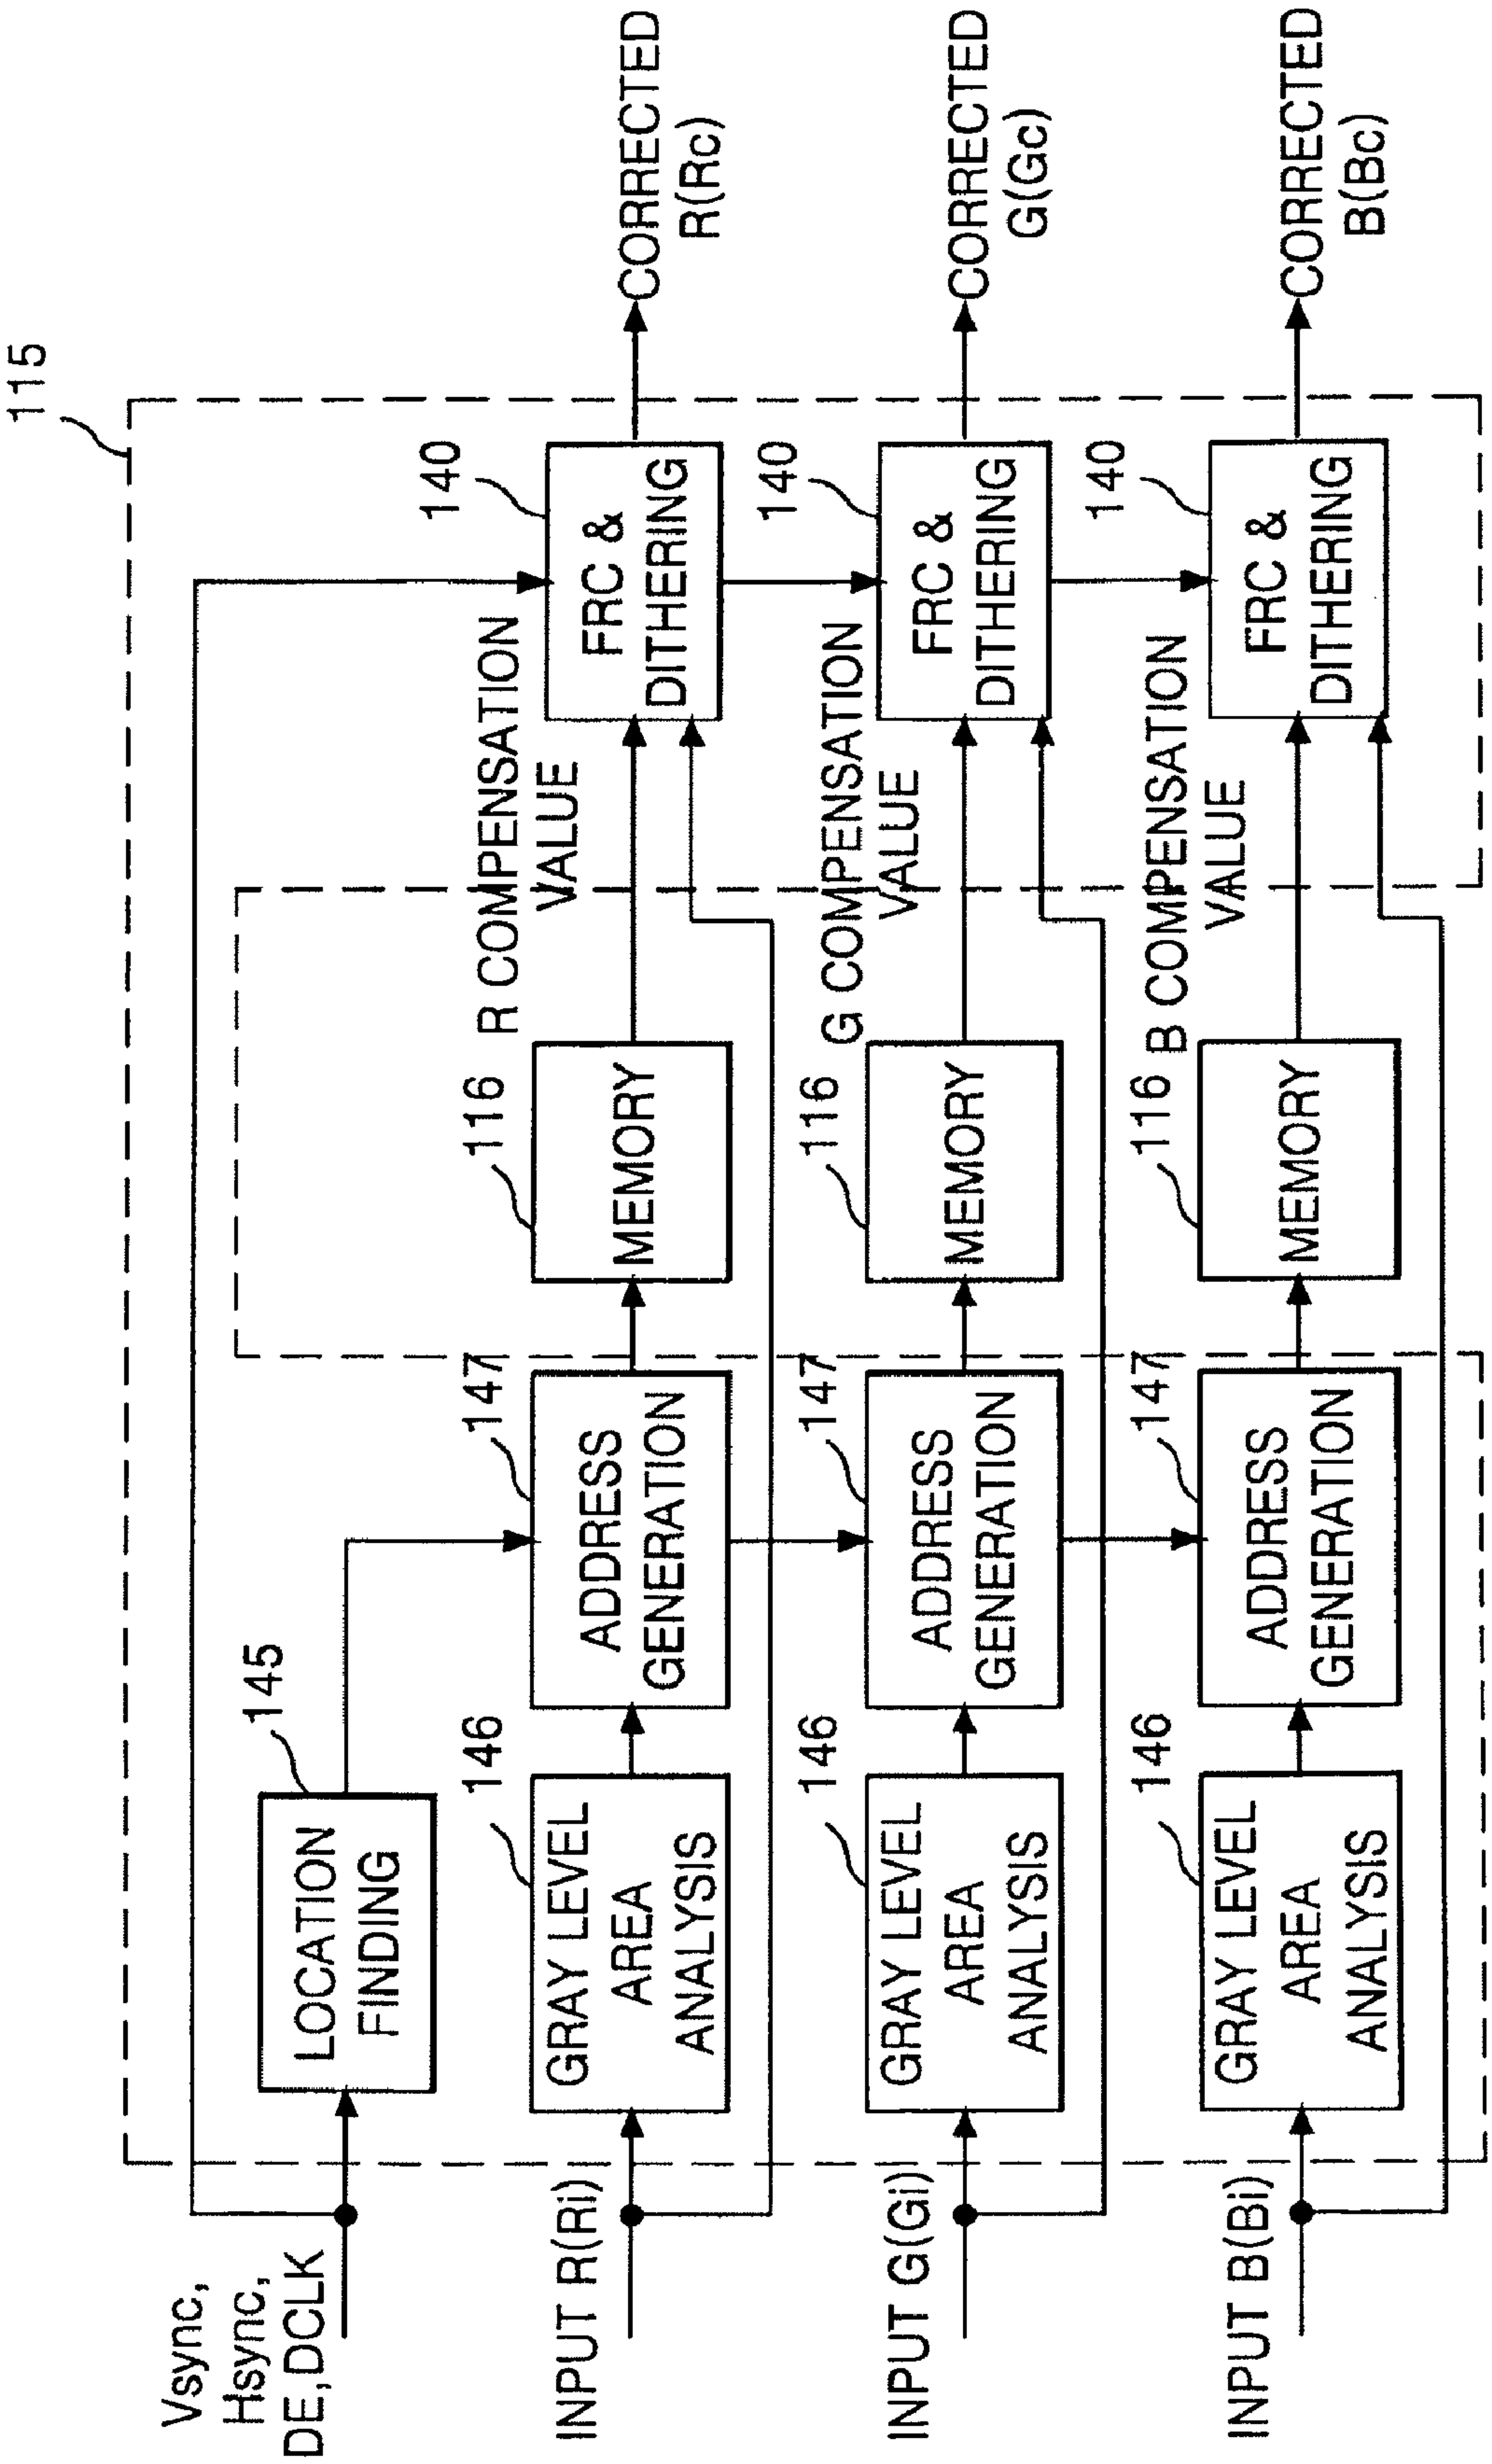 115
Vsync,
Hsync,
DE,DCLK
145
LOCATION
FINDING
INPUT R(Ri)
146
GRAY LEVEL
AREA
ANALYSIS
147
ADDRESS
GENERATION
116
MEMORY
R COMPENSATION
VALUE
140
FRC &
DITHERING
CORRECTED
R(Rc)
INPUT G(Gi)
146
GRAY LEVEL
AREA
ANALYSIS
147
ADDRESS
GENERATION
116
MEMORY
G COMPENSATION
VALUE
140
FRC &
DITHERING
CORRECTED
G(Gc)
INPUT B(Bi)
146
GRAY LEVEL
AREA
ANALYSIS
147
ADDRESS
GENERATION
116
MEMORY
B COMPENSATION
VALUE
140
FRC &
DITHERING
CORRECTED
B(Bc)